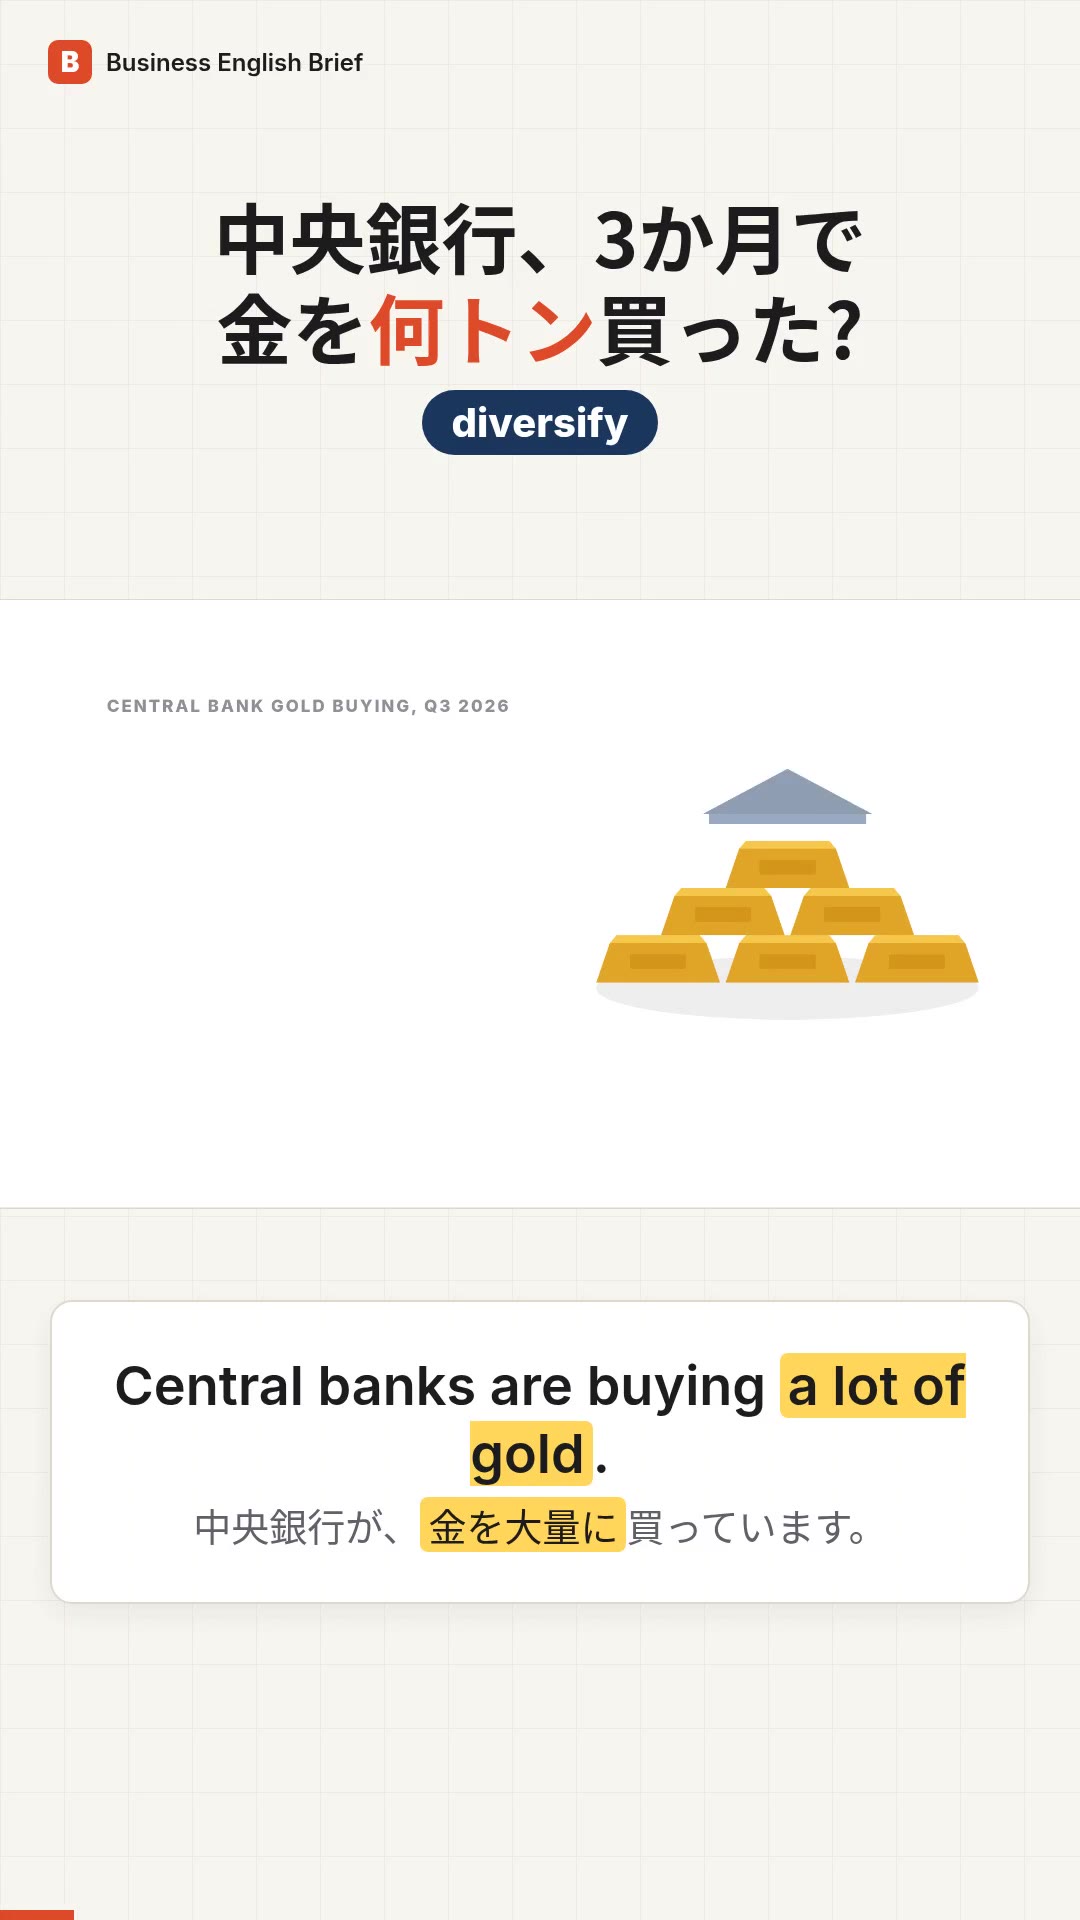 B Business English Brief
中央銀行、3か月で
金を何トン買った?
diversify
CENTRAL BANK GOLD BUYING, Q3 2026
Central banks are buying a lot of
gold.
中央銀行が、金を大量に買っています。